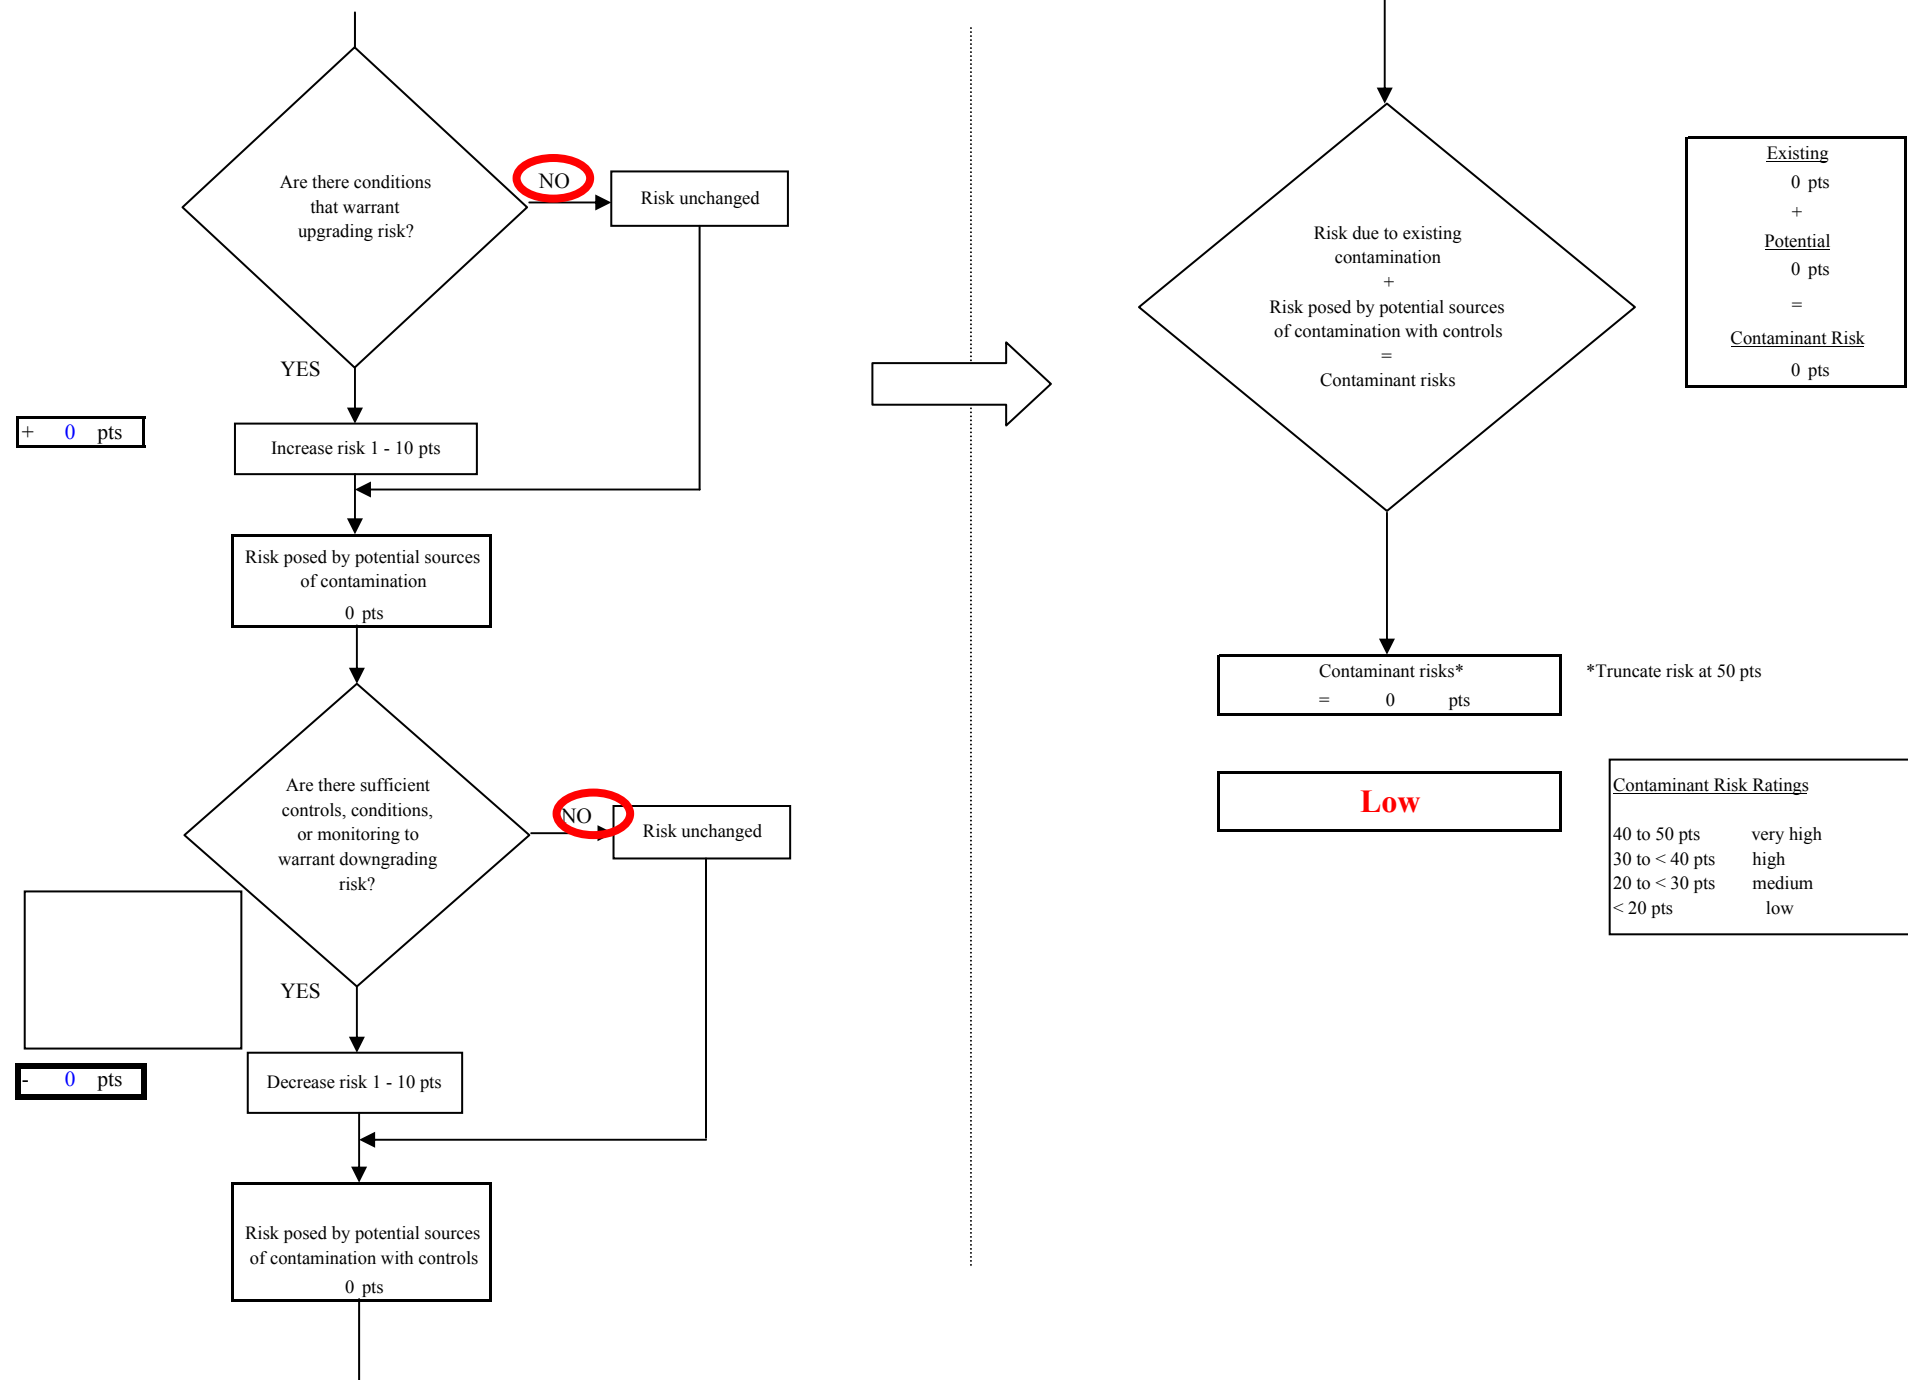 Are there conditions
that warrant
upgrading risk?
NO
Risk unchanged
YES
+ 0 pts
Increase risk 1 - 10 pts
Risk posed by potential sources
of contamination
0 pts
Are there sufficient
controls, conditions,
or monitoring to
warrant downgrading
risk?
NO
Risk unchanged
YES
- 0 pts
Decrease risk 1 - 10 pts
Risk posed by potential sources
of contamination with controls
0 pts
Risk due to existing
contamination
+
Risk posed by potential sources
of contamination with controls
=
Contaminant risks
Existing
0 pts
+
Potential
0 pts
=
Contaminant Risk
0 pts
Contaminant risks*
= 0 pts
*Truncate risk at 50 pts
Low
Contaminant Risk Ratings
40 to 50 pts very high
30 to < 40 pts high
20 to < 30 pts medium
< 20 pts low